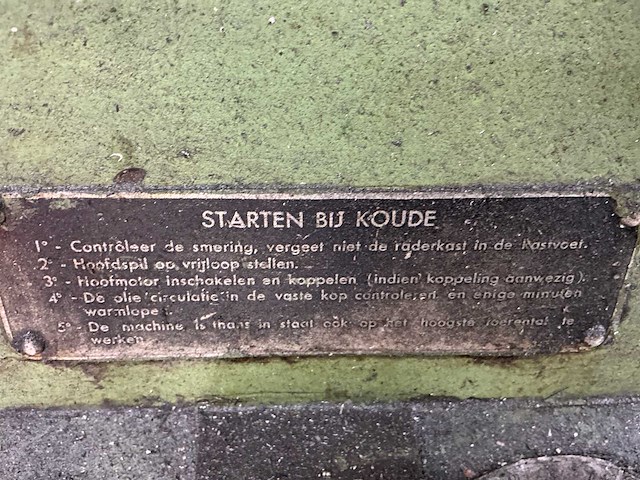 STARTEN BIJ KOUDE
1° - Contrôleer de smering, vergeet niet de raderkast in de Kastvoet.
2° - Hoofdspil op vrijloop stellen.
3° - Hoofmotor inschakelen en koppelen (indien koppeling aanwezig).
4° - De olie circulatie in de vaste kop controleren en enige minuten
warmlope
5° - De machine is thans in staat ook op het hoogste toerental te
werken